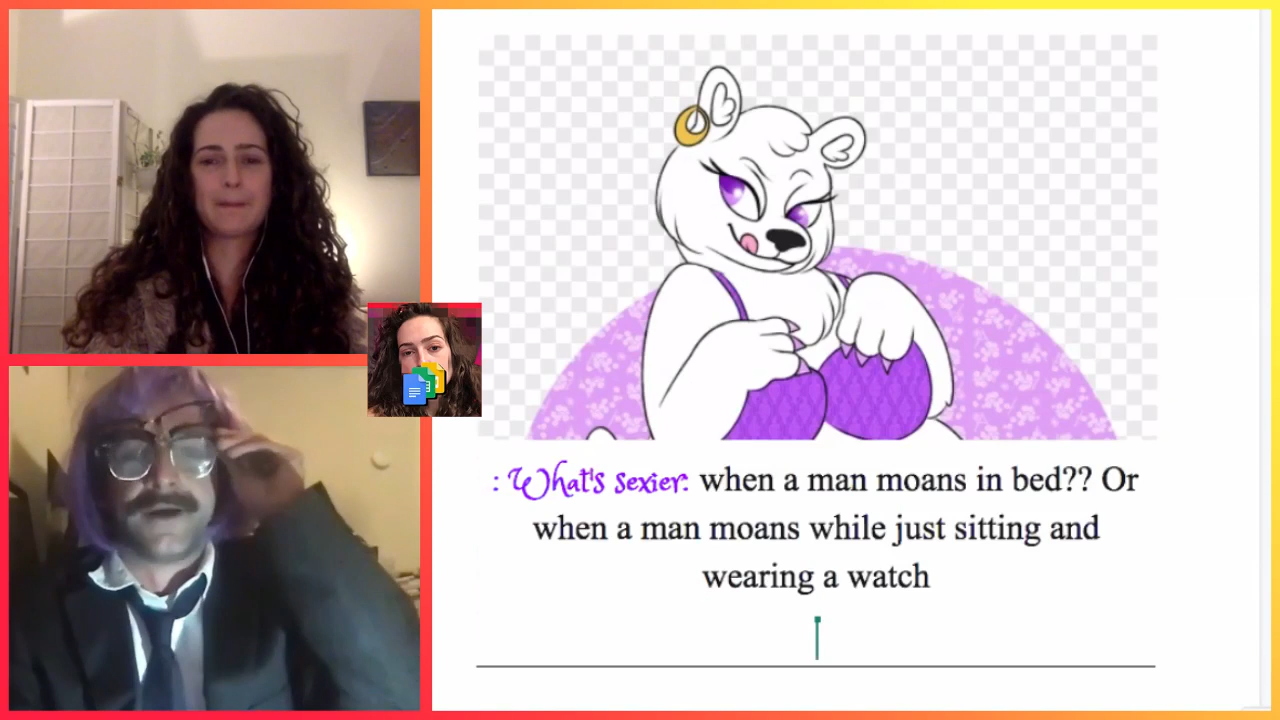 : What's sexier: when a man moans in bed?? Or
when a man moans while just sitting and
wearing a watch